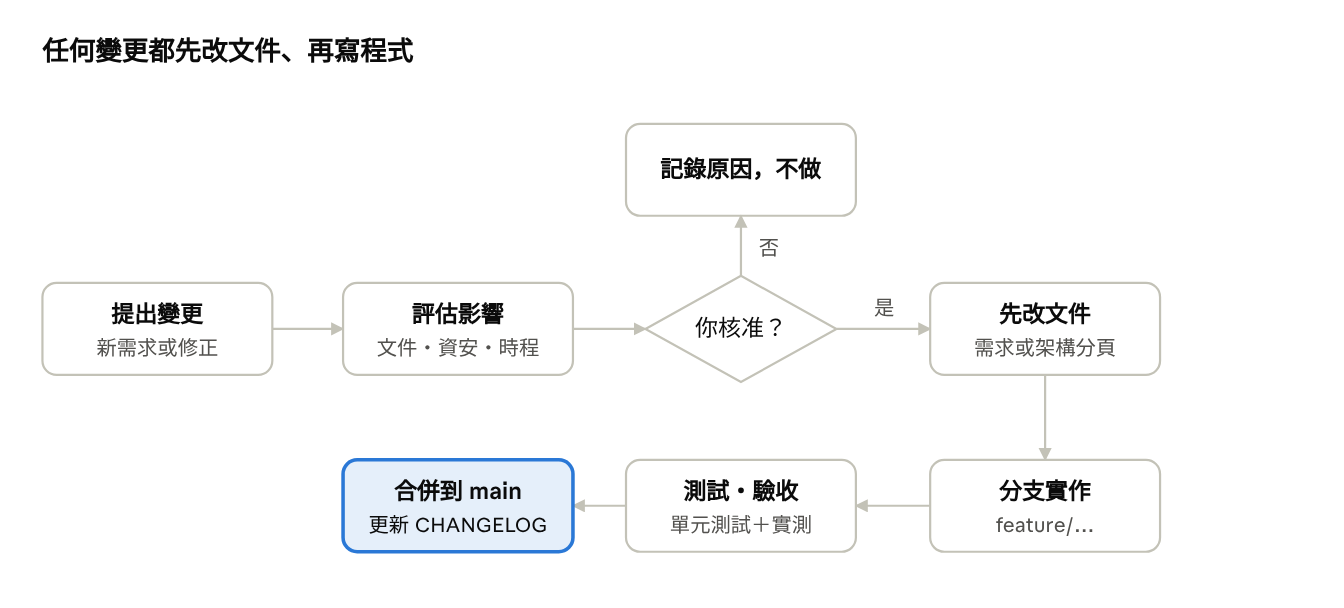 任何變更都先改文件、再寫程式
記錄原因，不做
否
提出變更
新需求或修正
評估影響
文件・資安・時程
你核准？
是
先改文件
需求或架構分頁
合併到 main
更新 CHANGELOG
測試・驗收
單元測試＋實測
分支實作
feature/...